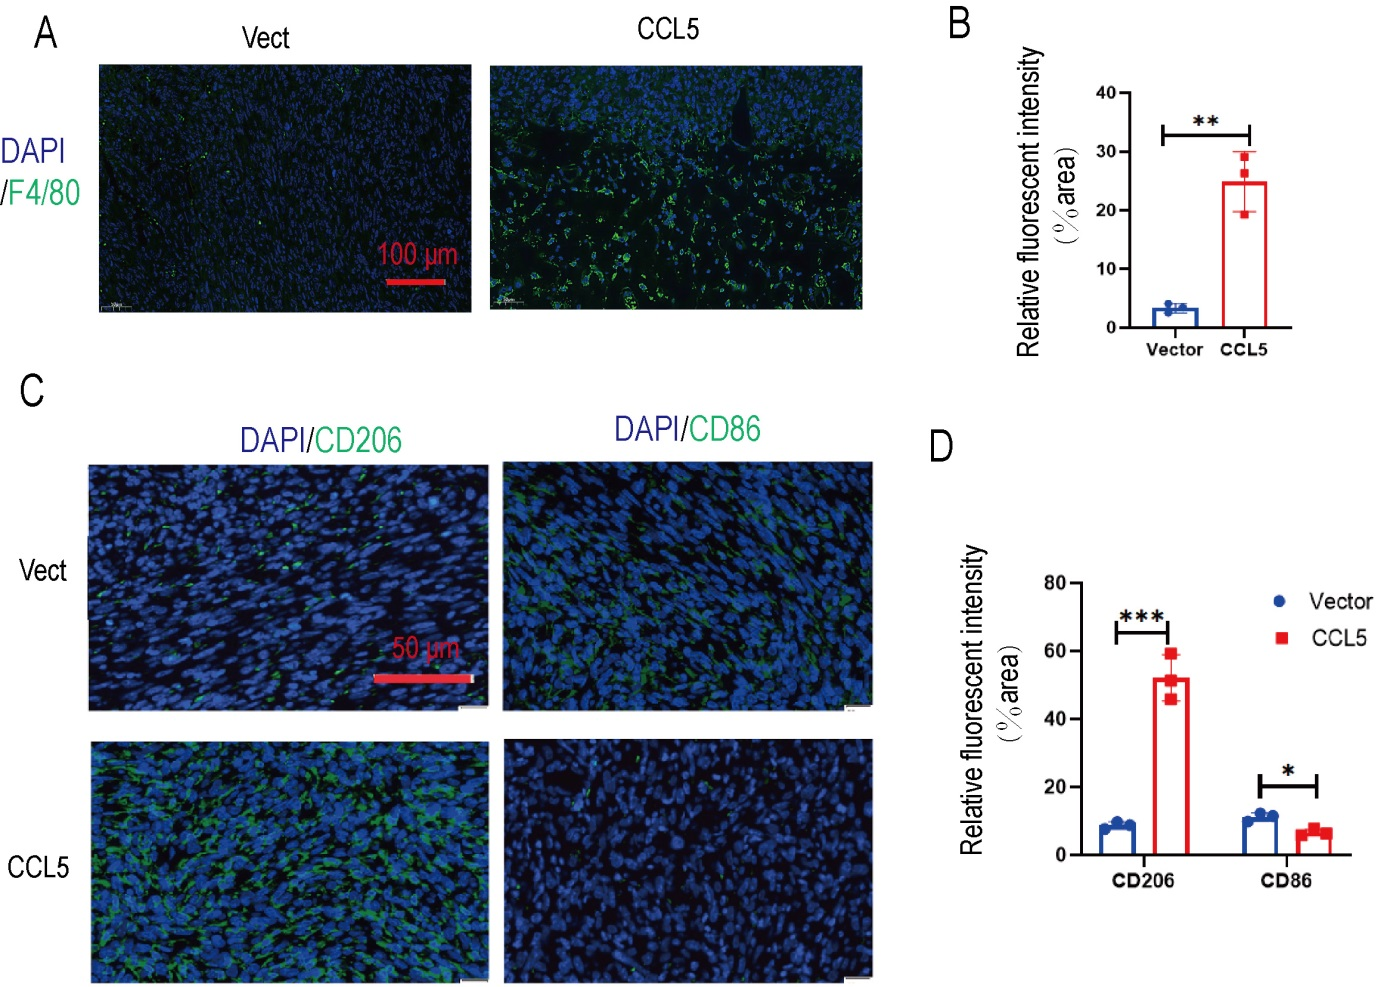 A
Vect
CCL5
DAPI
/F4/80
100 µm
B
Relative fluorescent intensity
(%area)
40
30
20
10
0
**
Vector
CCL5
C
DAPI/CD206
DAPI/CD86
Vect
50 µm
CCL5
D
Relative fluorescent intensity
(%area)
80
60
40
20
0
***
*
Vector
CCL5
CD206
CD86